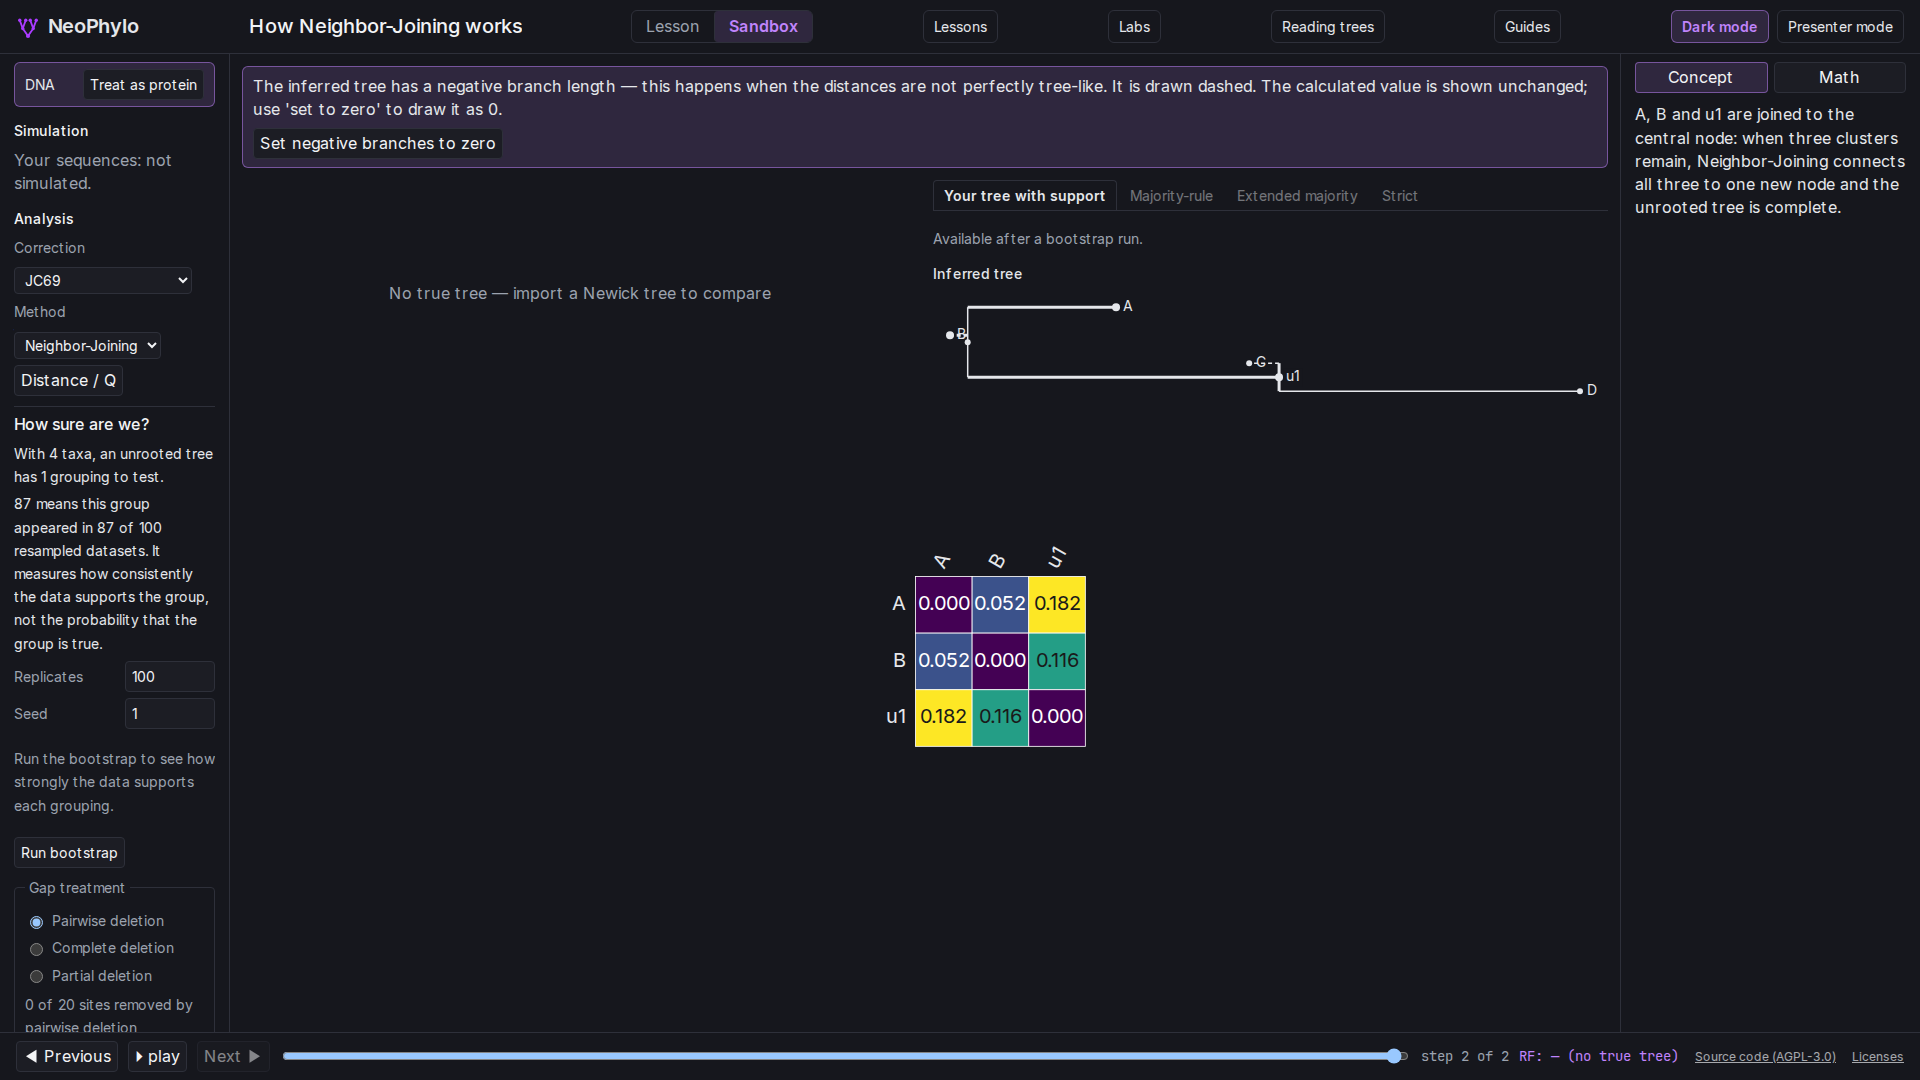 NeoPhylo
How Neighbor-Joining works
Lesson
Sandbox
Lessons
Labs
Reading trees
Guides
Dark mode
Presenter mode
DNA
Treat as protein
Simulation
Your sequences: not
simulated.
Analysis
Correction
JC69
Method
Neighbor-Joining
Distance / Q
How sure are we?
With 4 taxa, an unrooted tree
has 1 grouping to test.
87 means this group
appeared in 87 of 100
resampled datasets. It
measures how consistently
the data supports the group,
not the probability that the
group is true.
Replicates
100
Seed
1
Run the bootstrap to see how
strongly the data supports
each grouping.
Run bootstrap
Gap treatment
Pairwise deletion
Complete deletion
Partial deletion
0 of 20 sites removed by
pairwise deletion
The inferred tree has a negative branch length — this happens when the distances are not perfectly tree-like. It is drawn dashed. The calculated value is shown unchanged;
use 'set to zero' to draw it as 0.
Set negative branches to zero
No true tree — import a Newick tree to compare
Your tree with support
Majority-rule
Extended majority
Strict
Available after a bootstrap run.
Inferred tree
A
B
C
u1
D
A B u1
A 0.000 0.052 0.182
B 0.052 0.000 0.116
u1 0.182 0.116 0.000
Concept
Math
A, B and u1 are joined to the
central node: when three clusters
remain, Neighbor-Joining connects
all three to one new node and the
unrooted tree is complete.
◀ Previous
play
Next ▶
step 2 of 2
RF: — (no true tree)
Source code (AGPL-3.0)
Licenses